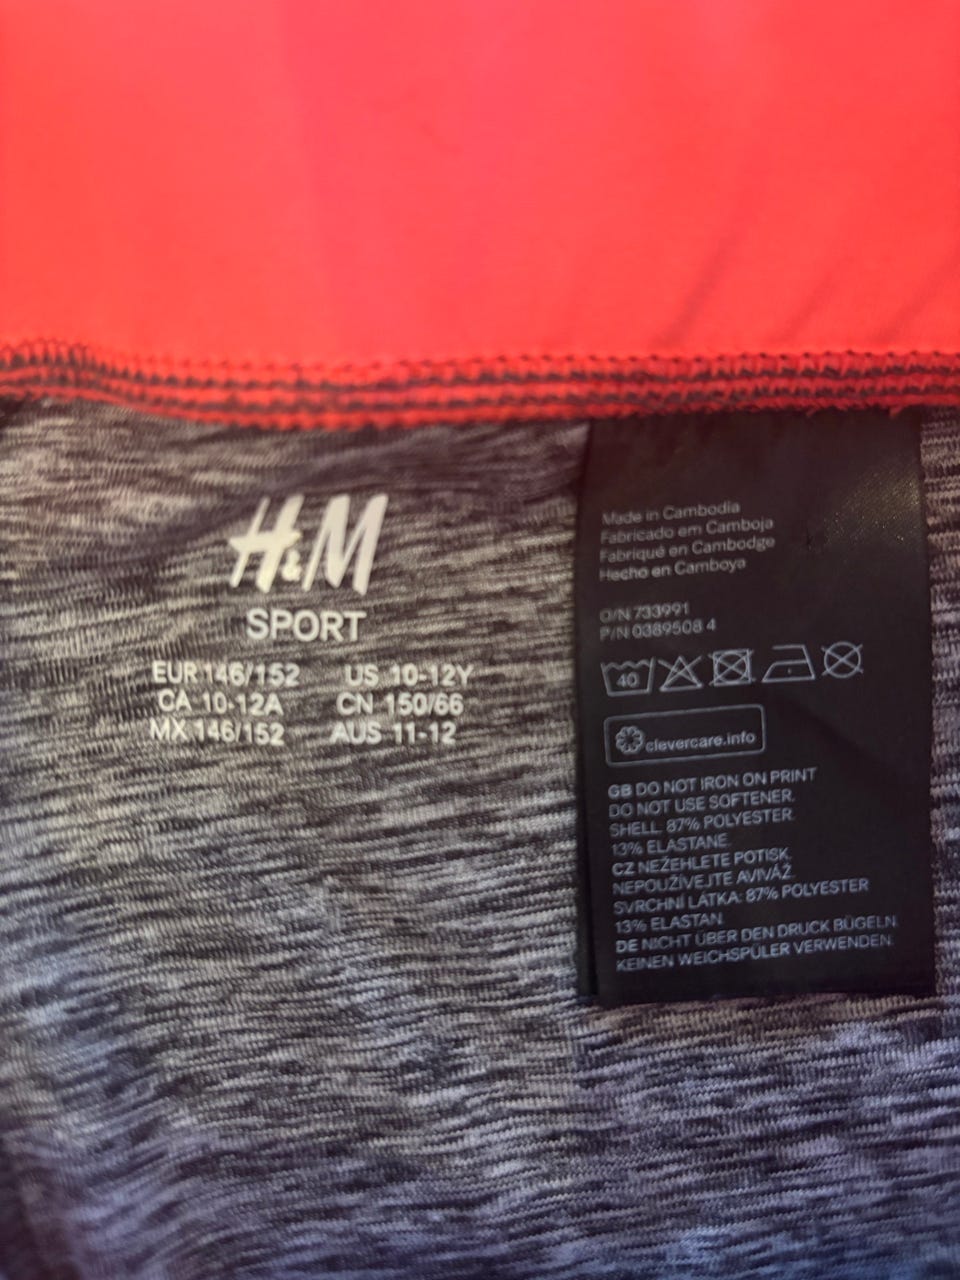 H&M
SPORT
EUR 146/152 US 10-12Y
CA 10-12A CN 150/66
MX 146/152 AUS 11-12
Made in Cambodia
Fabricado em Camboja
Fabriqué en Cambodge
Hecho en Camboya
O/N 733991
P/N 0389508 4
40
clevercare.info
GB DO NOT IRON ON PRINT
DO NOT USE SOFTENER.
SHELL. 87% POLYESTER
13% ELASTANE.
CZ NEŽEHLETE POTISK.
NEPOUŽÍVEJTE AVIVÁŽ.
SVRCHNÍ LÁTKA: 87% POLYESTER
13% ELASTAN.
DE NICHT ÜBER DEN DRUCK BÜGELN.
KEINEN WEICHSPÜLER VERWENDEN.